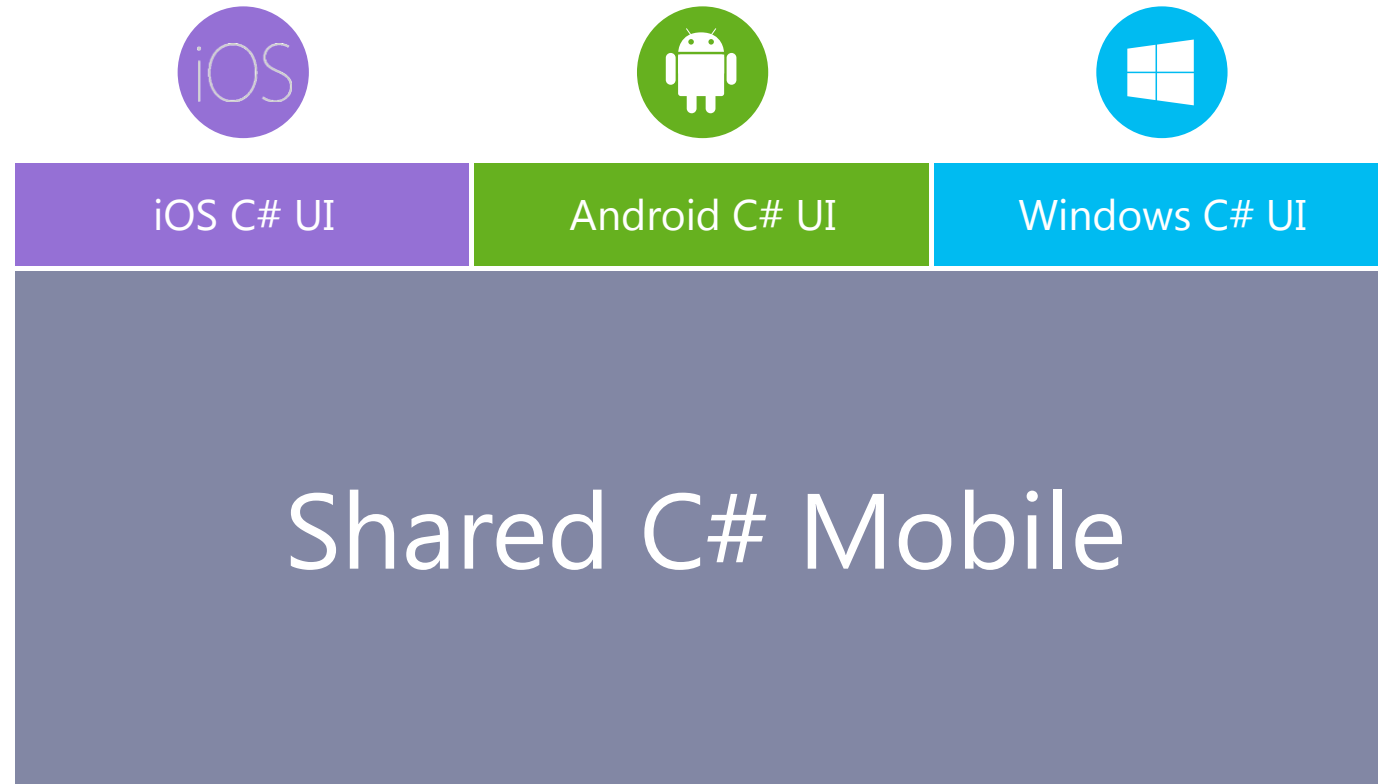 iOS
iOS C# UI
Android C# UI
Windows C# UI
Shared C# Mobile